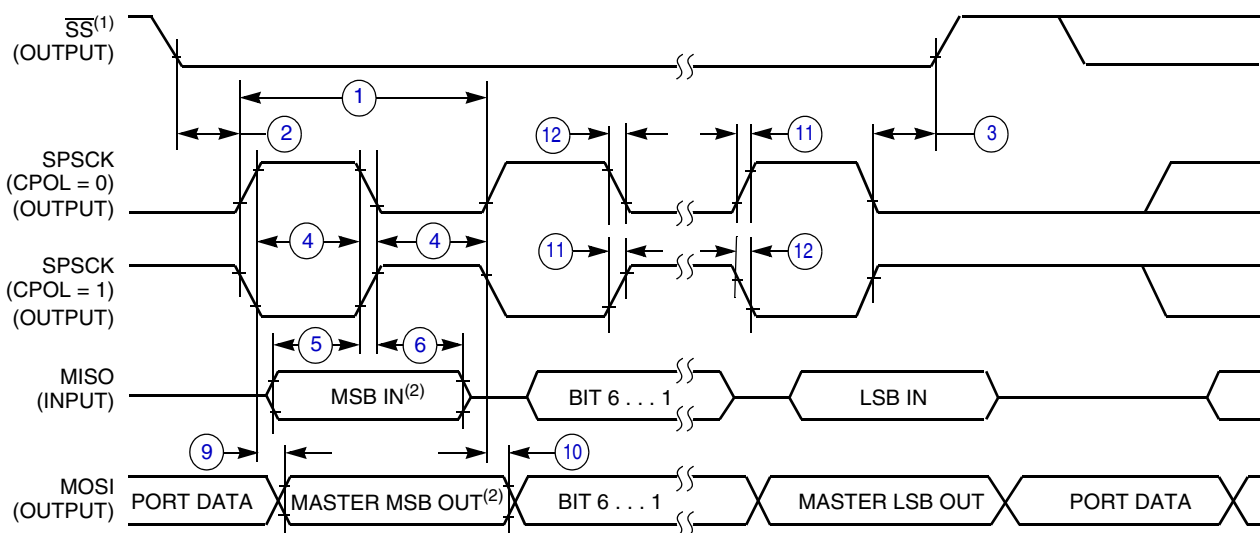 SS(1)
(OUTPUT)
1
2
12
11
3
SPSCK
(CPOL = 0)
(OUTPUT)
4
4
11
12
SPSCK
(CPOL = 1)
(OUTPUT)
5
6
MISO
(INPUT)
MSB IN(2)
BIT 6 . . . 1
LSB IN
9
10
MOSI
(OUTPUT)
PORT DATA
MASTER MSB OUT(2)
BIT 6 . . . 1
MASTER LSB OUT
PORT DATA